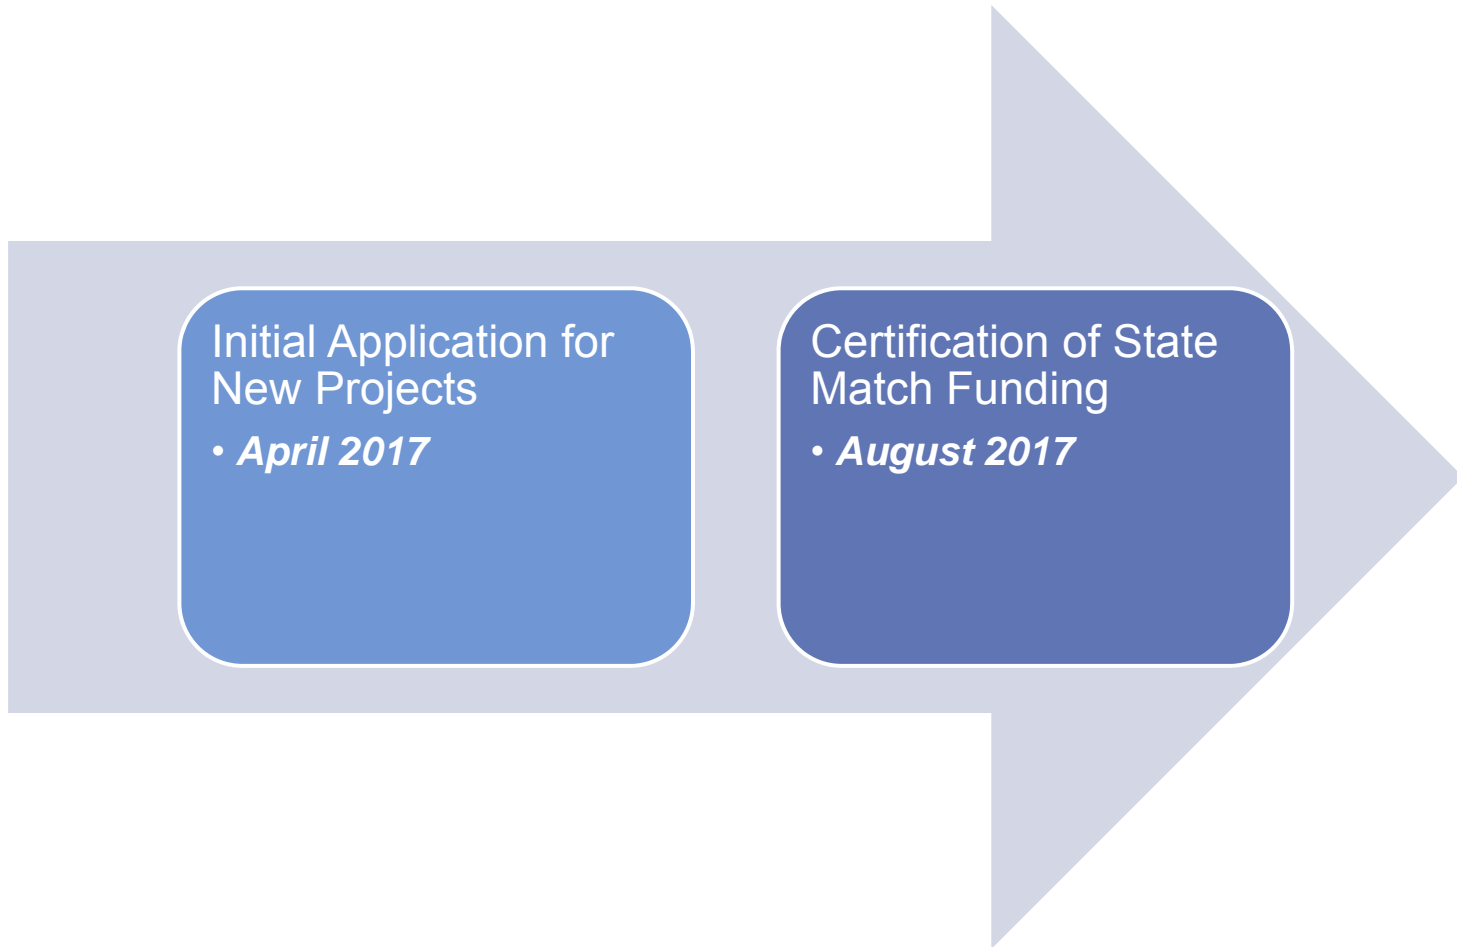 Initial Application for
New Projects
• April 2017
Certification of State
Match Funding
• August 2017